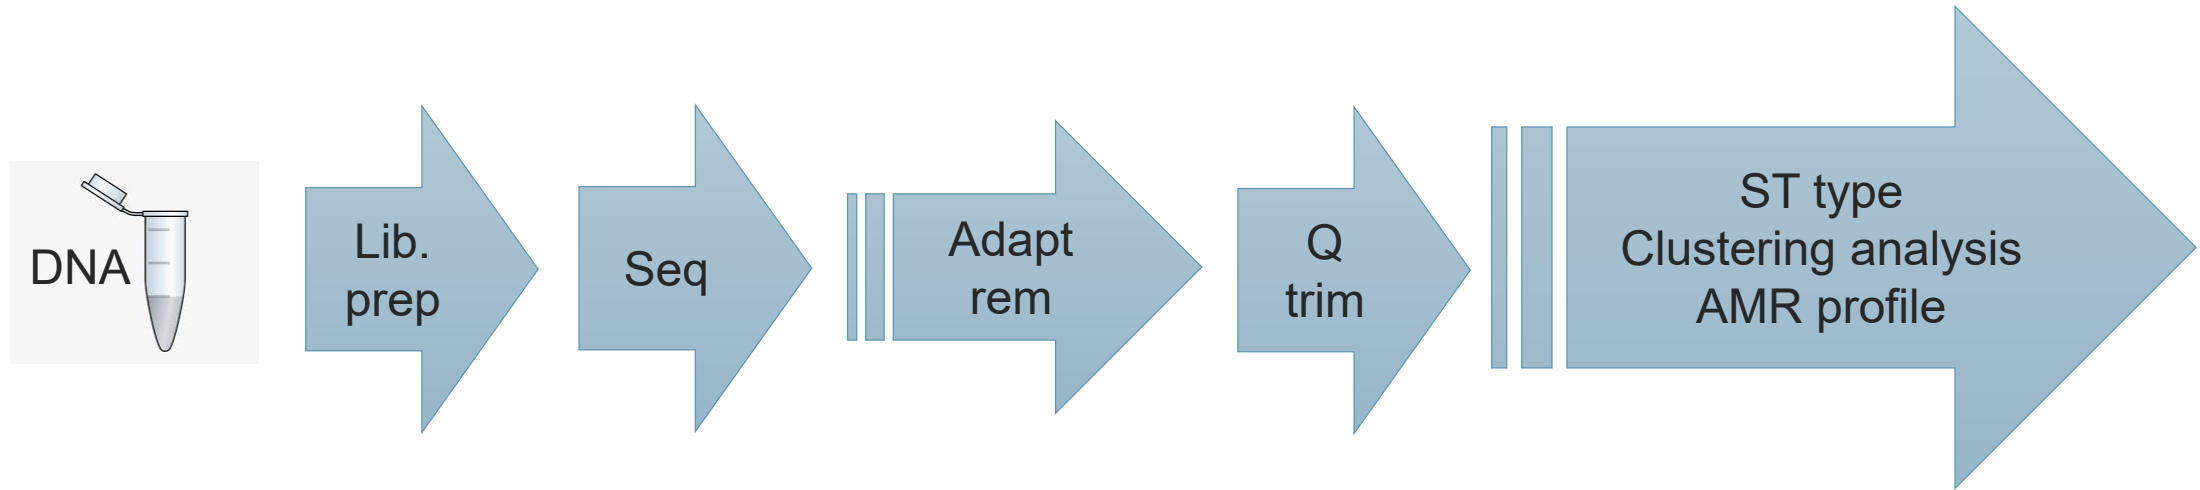 DNA
Lib.
prep
Seq
Adapt
rem
Q
trim
ST type
Clustering analysis
AMR profile